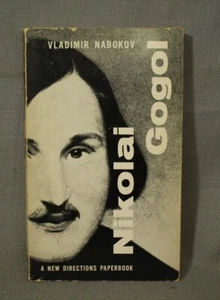 VLADIMIR NABOKOV
Nikolai
Gogol
A NEW DIRECTIONS PAPERBOOK